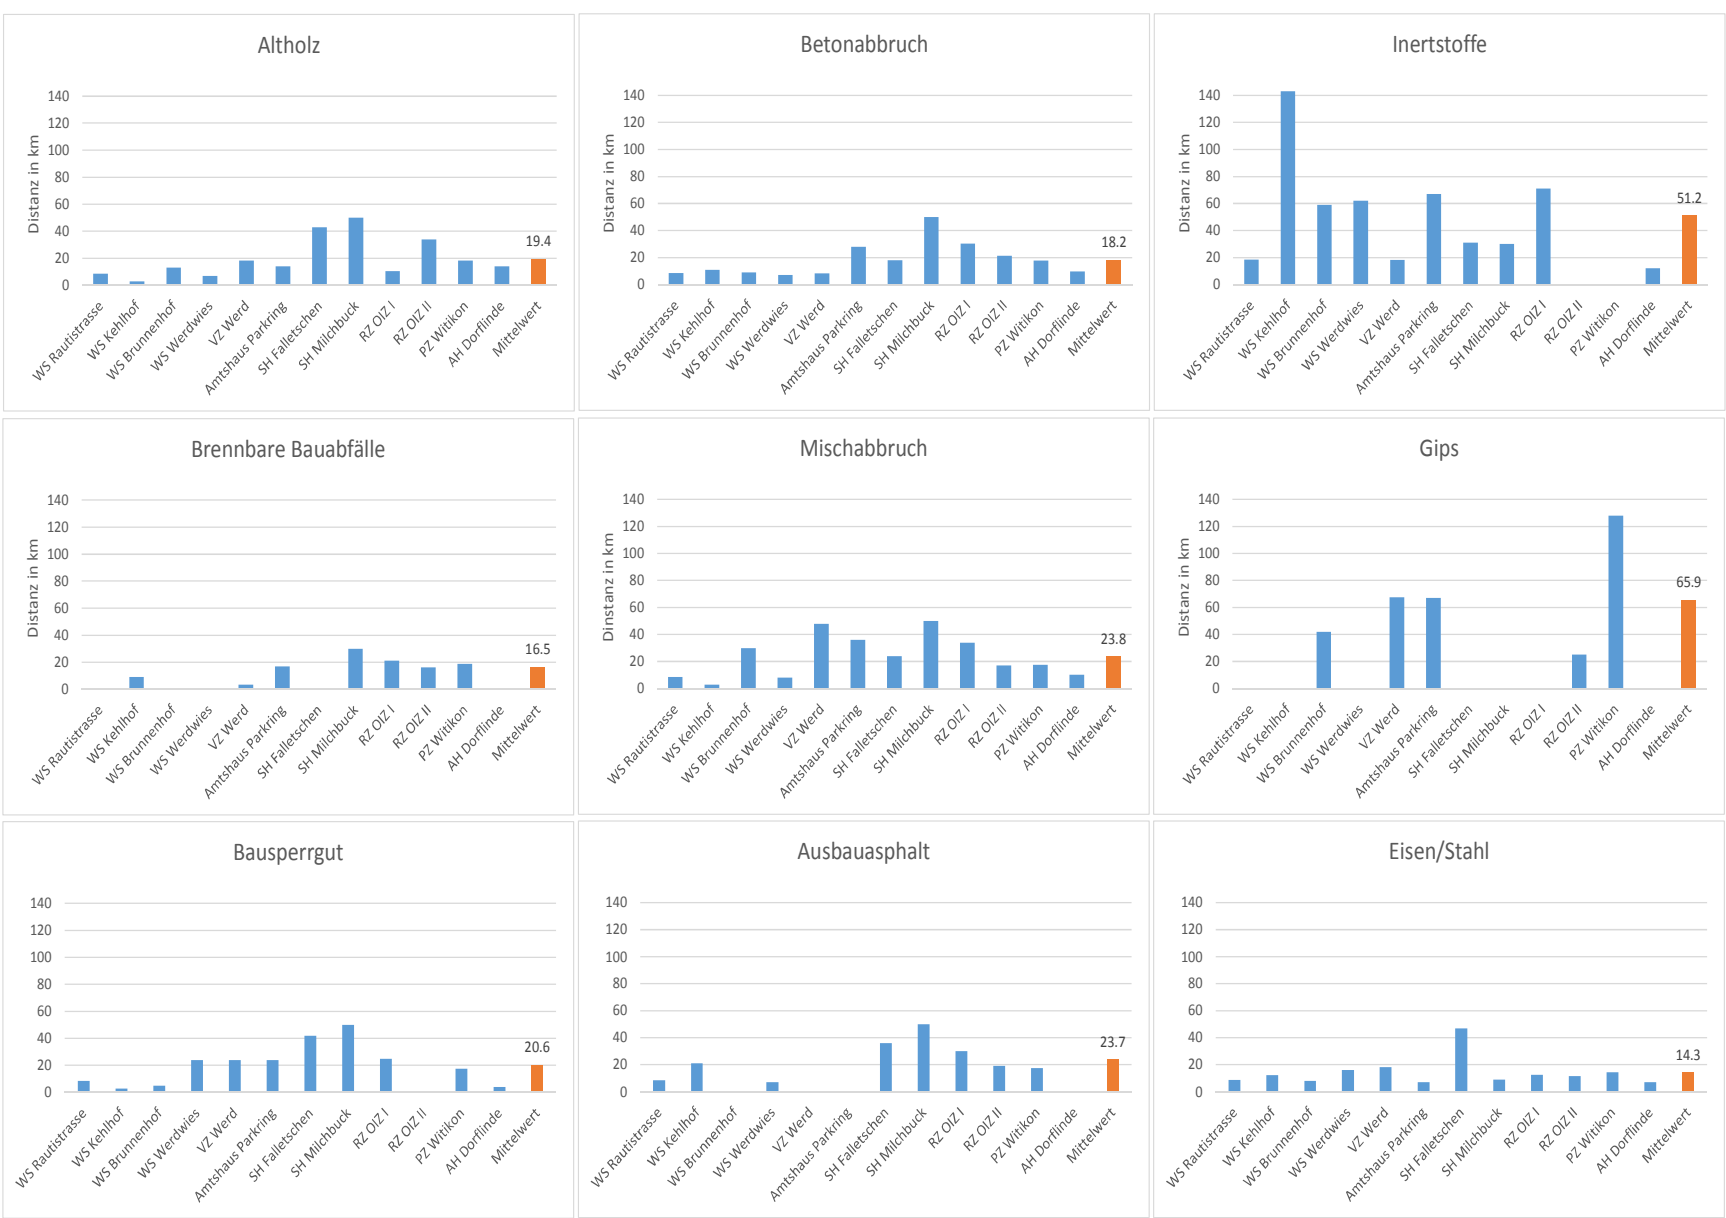 Altholz
140
120
100
80
60
40
20
0
Distanz in km
19.4
WS Rautistrasse
WS Kehlhof
WS Brunnenhof
WS Werdwies
VZ Werd
Amtshaus Parkring
SH Falletschen
SH Milchbuck
RZ OIZ I
RZ OIZ II
PZ Witikon
AH Dorflinde
Mittelwert
Betonabbruch
140
120
100
80
60
40
20
0
Distanz in km
18.2
WS Rautistrasse
WS Kehlhof
WS Brunnenhof
WS Werdwies
VZ Werd
Amtshaus Parkring
SH Falletschen
SH Milchbuck
RZ OIZ I
RZ OIZ II
PZ Witikon
AH Dorflinde
Mittelwert
Inertstoffe
140
120
100
80
60
40
20
0
Distanz in km
51.2
WS Rautistrasse
WS Kehlhof
WS Brunnenhof
WS Werdwies
VZ Werd
Amtshaus Parkring
SH Falletschen
SH Milchbuck
RZ OIZ I
RZ OIZ II
PZ Witikon
AH Dorflinde
Mittelwert
Brennbare Bauabfälle
140
120
100
80
60
40
20
0
Distanz in km
16.5
WS Rautistrasse
WS Kehlhof
WS Brunnenhof
WS Werdwies
VZ Werd
Amtshaus Parkring
SH Falletschen
SH Milchbuck
RZ OIZ I
RZ OIZ II
PZ Witikon
AH Dorflinde
Mittelwert
Mischabbruch
140
120
100
80
60
40
20
0
Dinstanz in km
23.8
WS Rautistrasse
WS Kehlhof
WS Brunnenhof
WS Werdwies
VZ Werd
Amtshaus Parkring
SH Falletschen
SH Milchbuck
RZ OIZ I
RZ OIZ II
PZ Witikon
AH Dorflinde
Mittelwert
Gips
140
120
100
80
60
40
20
0
Distanz in km
65.9
WS Rautistrasse
WS Kehlhof
WS Brunnenhof
WS Werdwies
VZ Werd
Amtshaus Parkring
SH Falletschen
SH Milchbuck
RZ OIZ I
RZ OIZ II
PZ Witikon
AH Dorflinde
Mittelwert
Bausperrgut
140
120
100
80
60
40
20
0
20.6
WS Rautistrasse
WS Kehlhof
WS Brunnenhof
WS Werdwies
VZ Werd
Amtshaus Parkring
SH Falletschen
SH Milchbuck
RZ OIZ I
RZ OIZ II
PZ Witikon
AH Dorflinde
Mittelwert
Ausbauasphalt
140
120
100
80
60
40
20
0
23.7
WS Rautistrasse
WS Kehlhof
WS Brunnenhof
WS Werdwies
VZ Werd
Amtshaus Parkring
SH Falletschen
SH Milchbuck
RZ OIZ I
RZ OIZ II
PZ Witikon
AH Dorflinde
Mittelwert
Eisen/Stahl
140
120
100
80
60
40
20
0
14.3
WS Rautistrasse
WS Kehlhof
WS Brunnenhof
WS Werdwies
VZ Werd
Amtshaus Parkring
SH Falletschen
SH Milchbuck
RZ OIZ I
RZ OIZ II
PZ Witikon
AH Dorflinde
Mittelwert